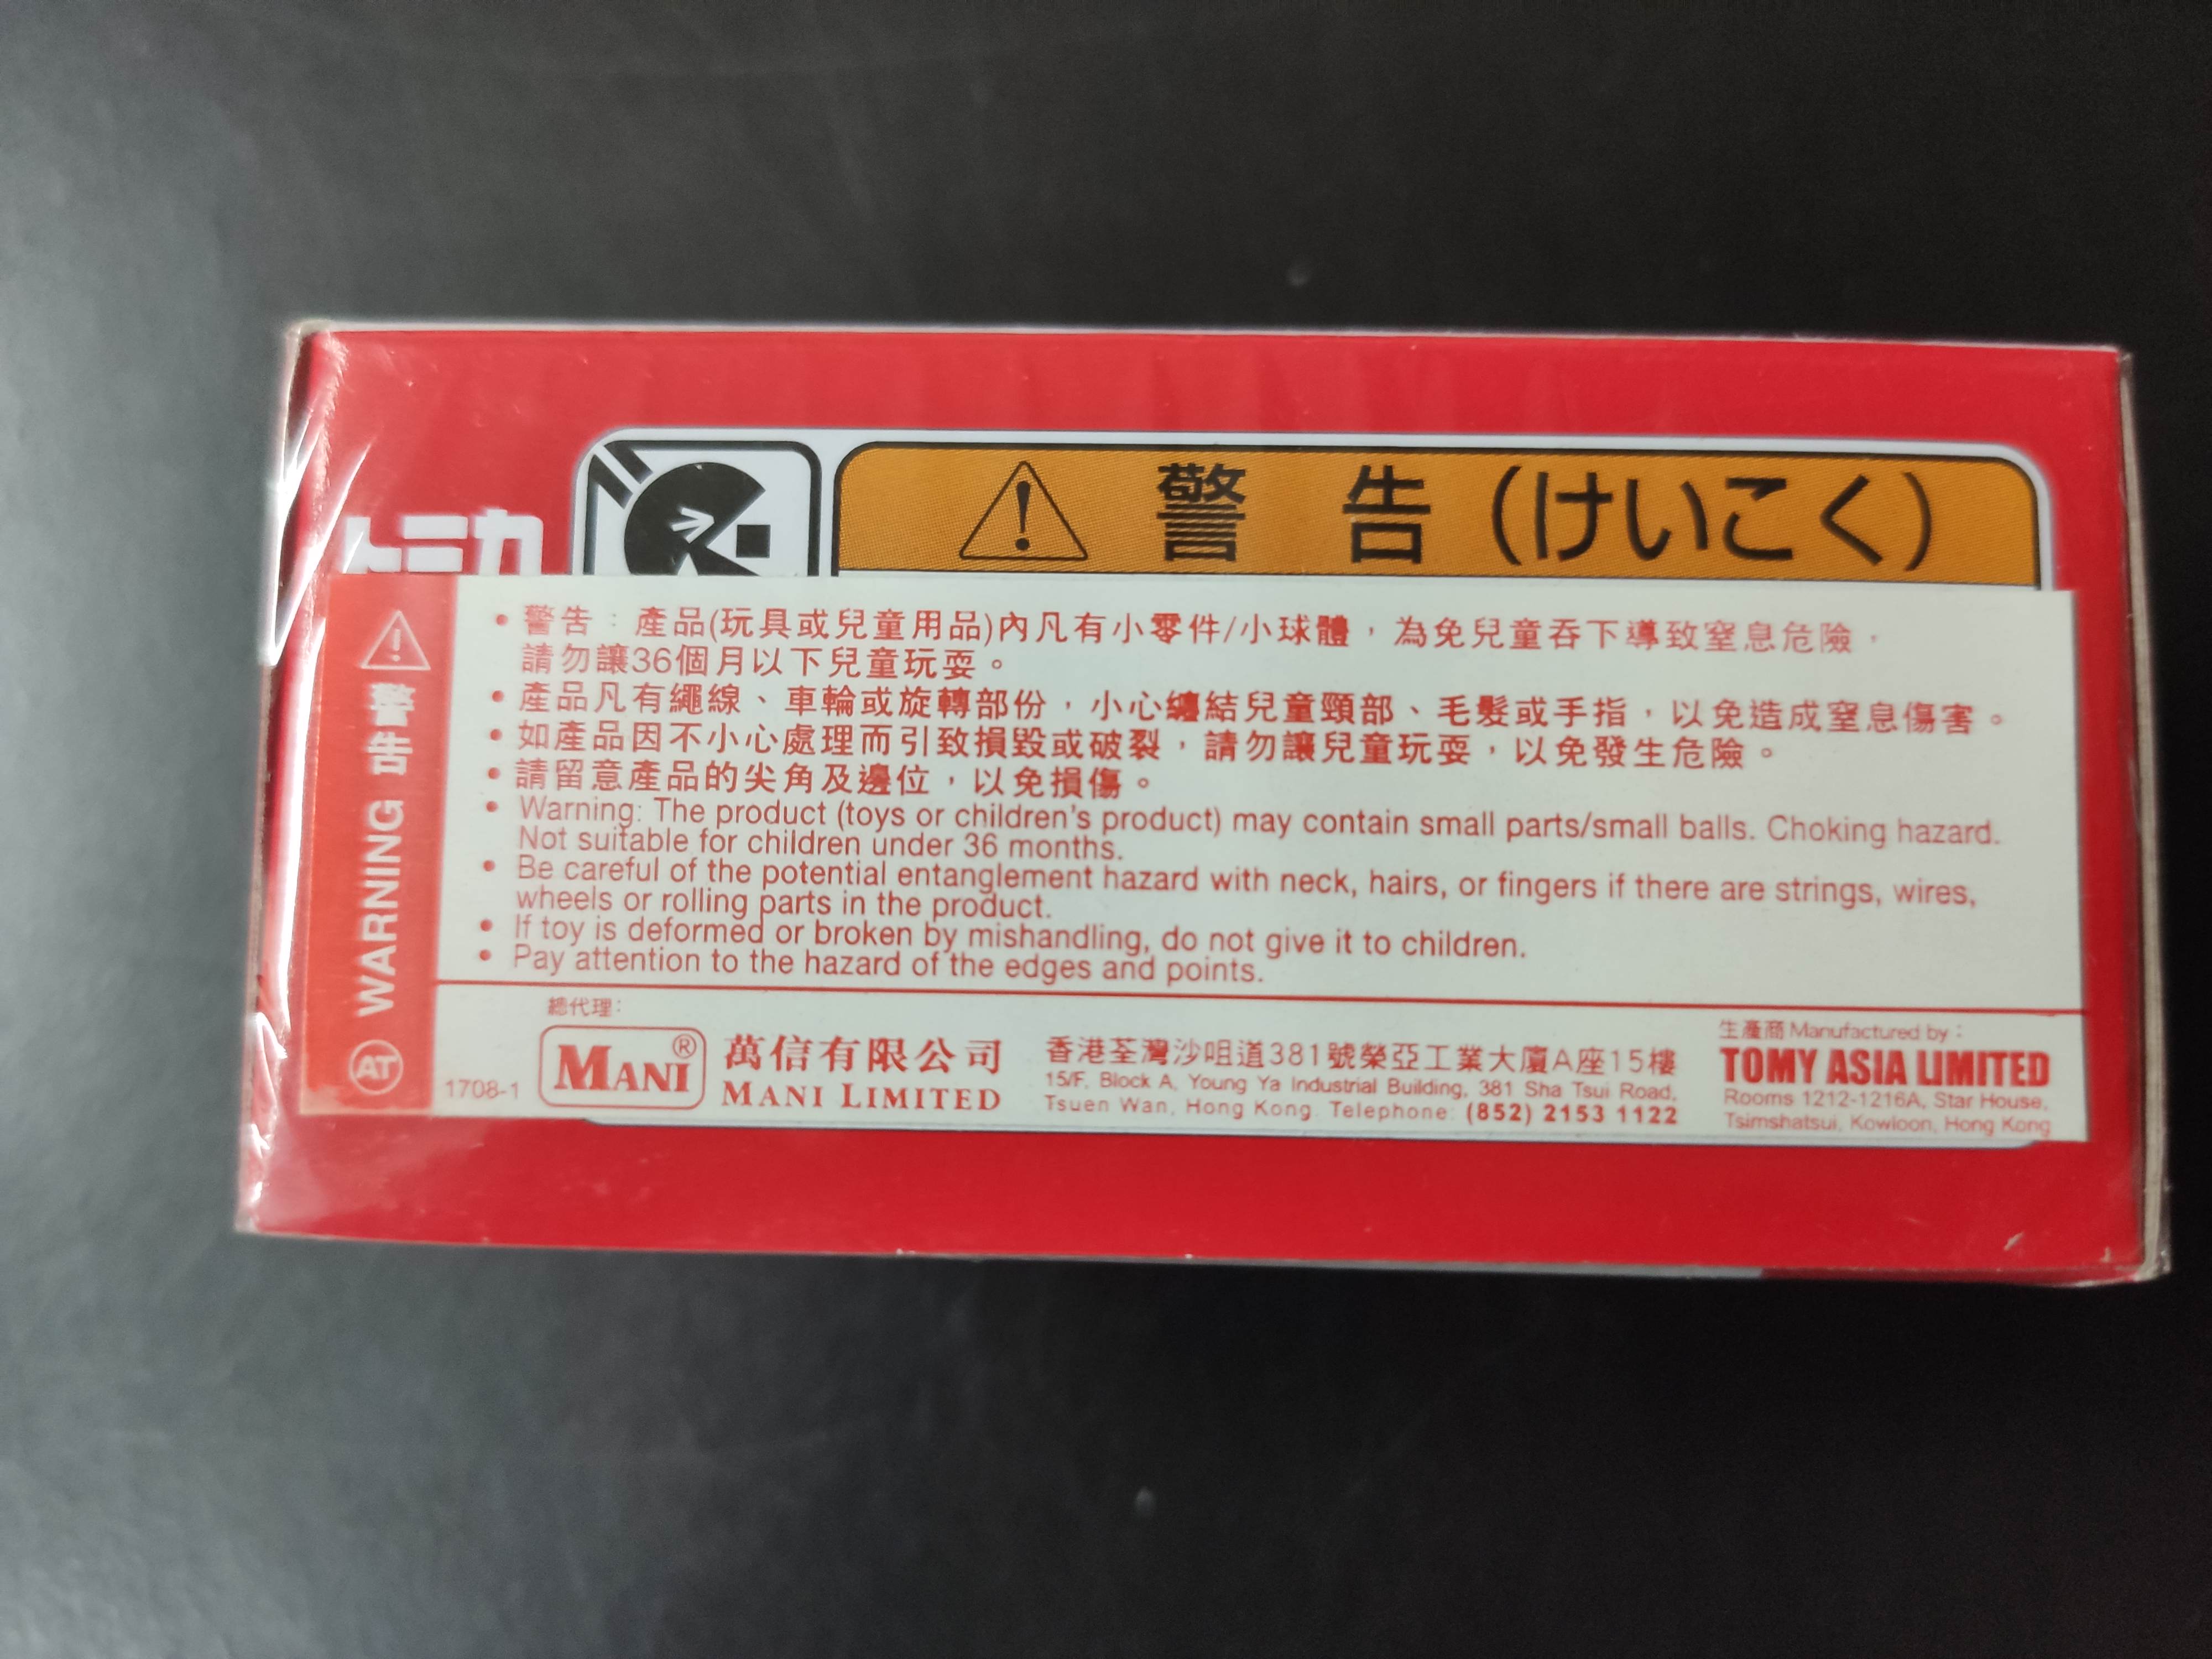 トミカ
警 告（けいこく）
警告 WARNING
AT
• 警告：產品(玩具或兒童用品)內凡有小零件/小球體，為免兒童吞下導致窒息危險，
請勿讓36個月以下兒童玩耍。
• 產品凡有繩線、車輪或旋轉部份，小心纏結兒童頸部、毛髮或手指，以免造成窒息傷害。
• 如產品因不小心處理而引致損毀或破裂，請勿讓兒童玩耍，以免發生危險。
• 請留意產品的尖角及邊位，以免損傷。
• Warning: The product (toys or children's product) may contain small parts/small balls. Choking hazard.
Not suitable for children under 36 months.
• Be careful of the potential entanglement hazard with neck, hairs, or fingers if there are strings, wires,
wheels or rolling parts in the product.
• If toy is deformed or broken by mishandling, do not give it to children.
• Pay attention to the hazard of the edges and points.
1708-1
總代理：
MANI®
萬信有限公司
MANI LIMITED
香港荃灣沙咀道381號榮亞工業大廈A座15樓
15/F, Block A, Young Ya Industrial Building, 381 Sha Tsui Road,
Tsuen Wan, Hong Kong. Telephone: (852) 2153 1122
生產商 Manufactured by：
TOMY ASIA LIMITED
Rooms 1212-1216A, Star House,
Tsimshatsui, Kowloon, Hong Kong